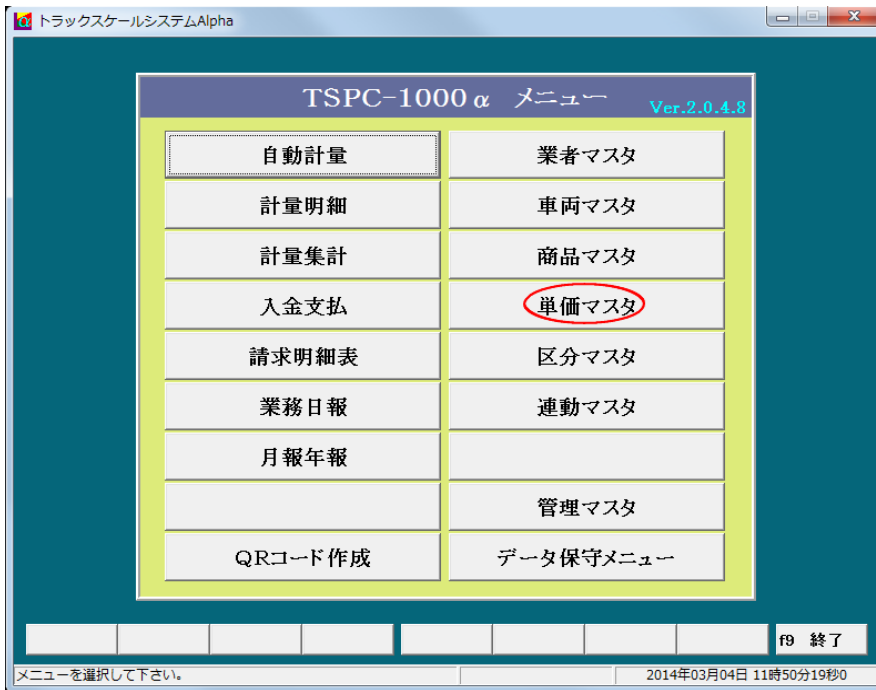 トラックスケールシステムAlpha
TSPC-1000α メニュー Ver.2.0.4.8
自動計量 業者マスタ
計量明細 車両マスタ
計量集計 商品マスタ
入金支払 単価マスタ
請求明細表 区分マスタ
業務日報 連動マスタ
月報年報
管理マスタ
QRコード作成 データ保守メニュー
f9 終了
メニューを選択して下さい。 2014年03月04日 11時50分19秒0